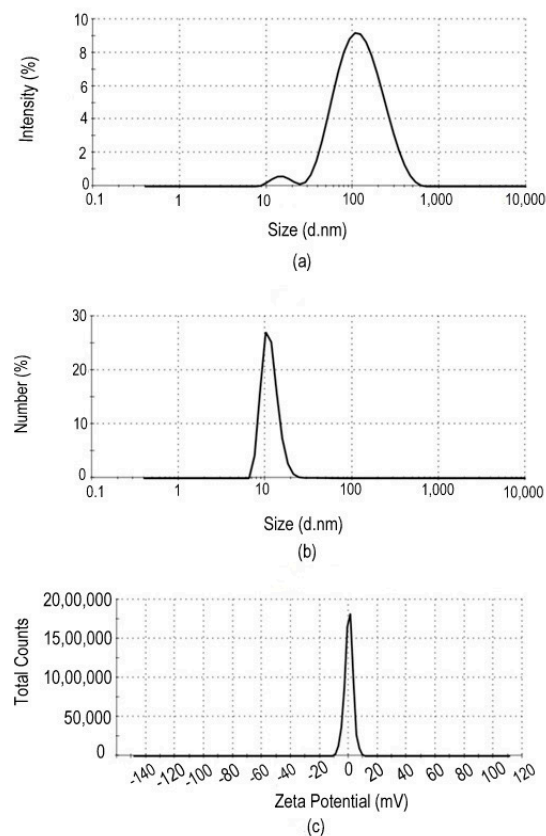 10
8
6
4
2
0
Intensity (%)
0.1 1 10 100 1,000 10,000
Size (d.nm)
(a)
30
20
10
0
Number (%)
0.1 1 10 100 1,000 10,000
Size (d.nm)
(b)
20,00,000
15,00,000
10,00,000
50,000
0
Total Counts
-140 -120 -100 -80 -60 -40 -20 0 20 40 60 80 100 120
Zeta Potential (mV)
(c)